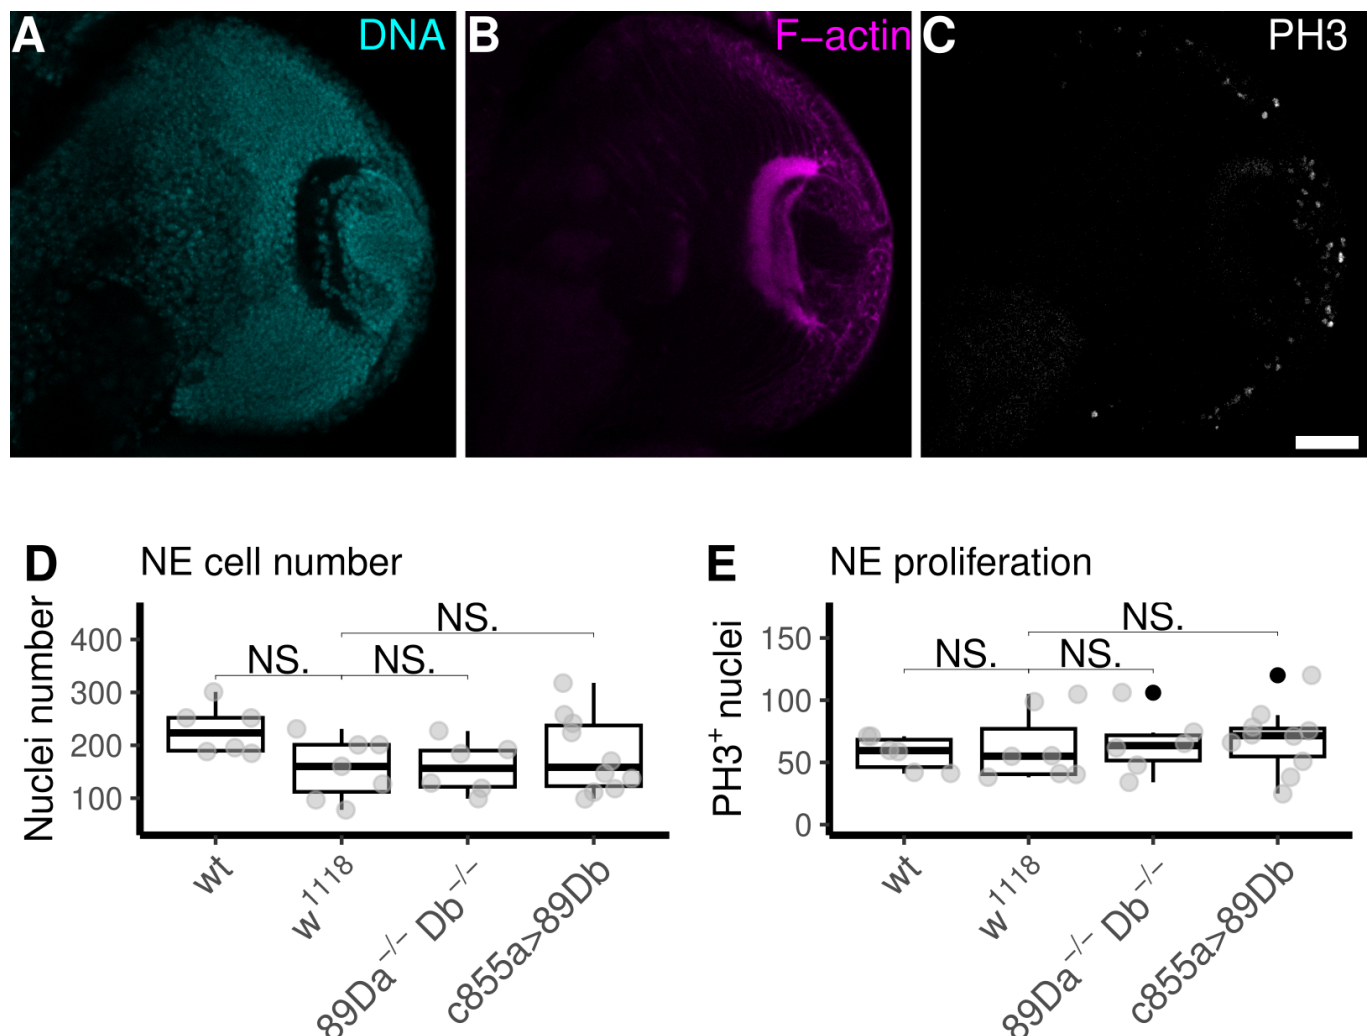 A DNA
B F−actin
C PH3
D NE cell number
Nuclei number
400
300
200
100
NS.
NS.
NS.
wt
w1118
89Da−/− Db−/−
c855a>89Db
E NE proliferation
PH3+ nuclei
150
100
50
0
NS.
NS.
NS.
wt
w1118
89Da−/− Db−/−
c855a>89Db